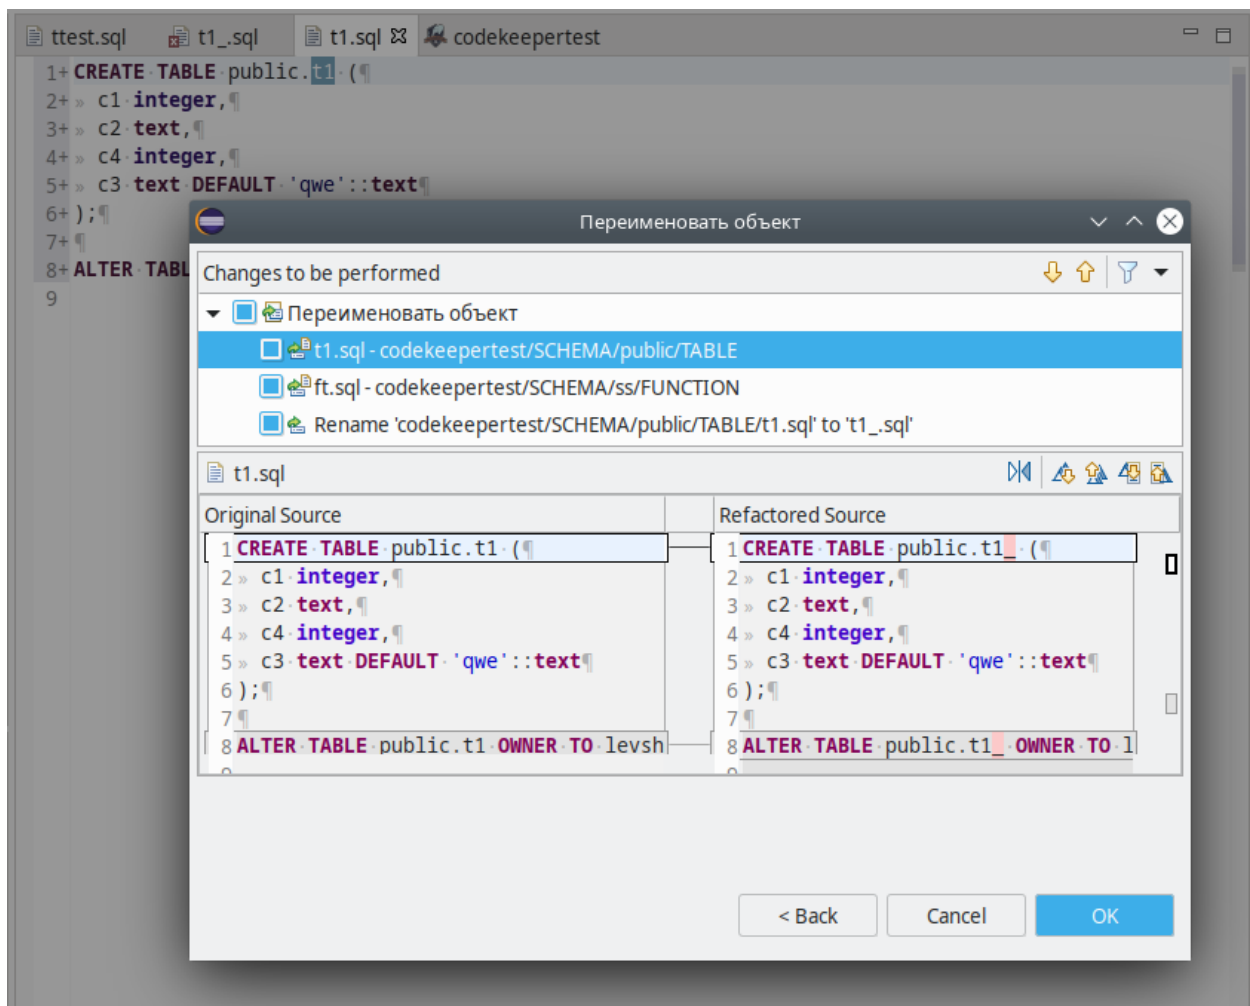 ttest.sql t1_.sql t1.sql codekeepertest
1+ CREATE TABLE public.t1 (
2+ » c1 integer,¶
3+ » c2 text,¶
4+ » c4 integer,¶
5+ » c3 text DEFAULT 'qwe'::text¶
6+ );¶
7+ ¶
8+ ALTER TABL
9
Переименовать объект
Changes to be performed
Переименовать объект
t1.sql - codekeepertest/SCHEMA/public/TABLE
ft.sql - codekeepertest/SCHEMA/ss/FUNCTION
Rename 'codekeepertest/SCHEMA/public/TABLE/t1.sql' to 't1_.sql'
t1.sql
Original Source Refactored Source
1 CREATE TABLE public.t1 (¶ 1 CREATE TABLE public.t1_ (¶
2 » c1 integer,¶ 2 » c1 integer,¶
3 » c2 text,¶ 3 » c2 text,¶
4 » c4 integer,¶ 4 » c4 integer,¶
5 » c3 text DEFAULT 'qwe'::text¶ 5 » c3 text DEFAULT 'qwe'::text¶
6 );¶ 6 );¶
7 ¶ 7 ¶
8 ALTER TABLE public.t1 OWNER TO levsh 8 ALTER TABLE public.t1_ OWNER TO l
< Back Cancel OK